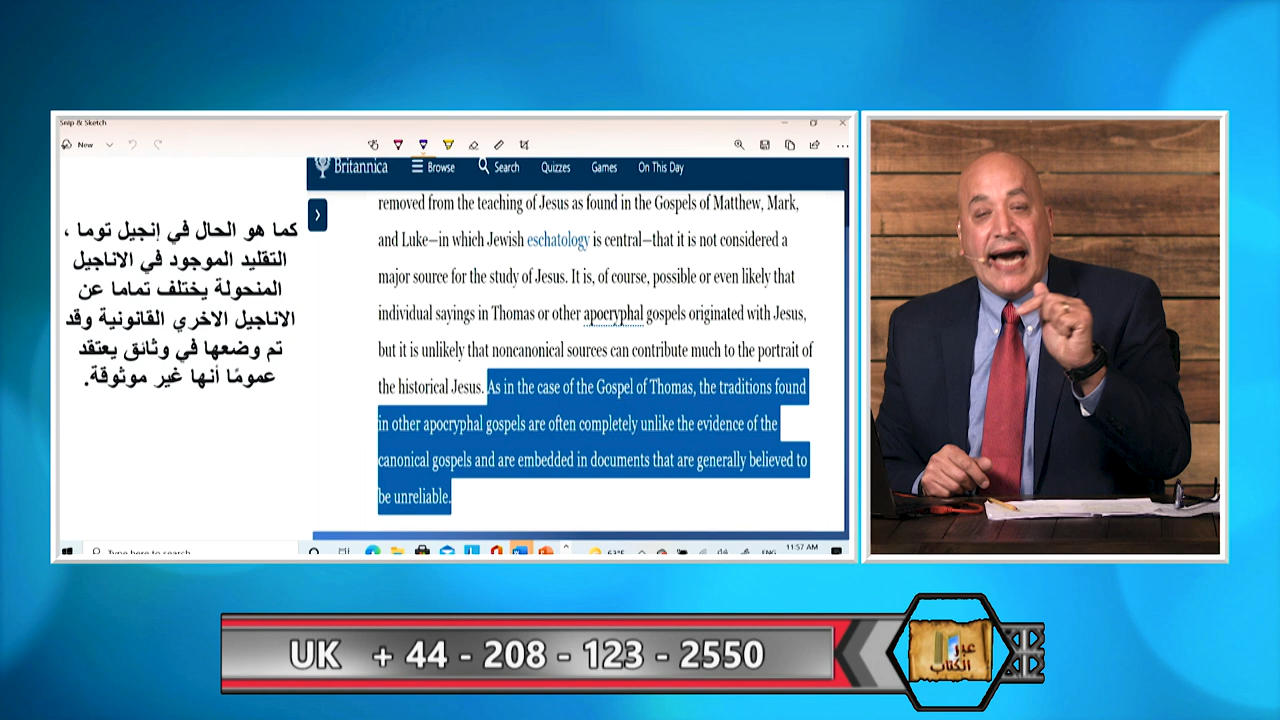 Snip & Sketch
New
Britannica
Browse
Search
Quizzes
Games
On This Day
removed from the teaching of Jesus as found in the Gospels of Matthew, Mark,
and Luke—in which Jewish eschatology is central—that it is not considered a
major source for the study of Jesus. It is, of course, possible or even likely that
individual sayings in Thomas or other apocryphal gospels originated with Jesus,
but it is unlikely that noncanonical sources can contribute much to the portrait of
the historical Jesus. As in the case of the Gospel of Thomas, the traditions found
in other apocryphal gospels are often completely unlike the evidence of the
canonical gospels and are embedded in documents that are generally believed to
be unreliable.
كما هو الحال في إنجيل توما ،
التقليد الموجود في الاناجيل
المنحولة يختلف تماما عن
الاناجيل الاخري القانونية وقد
تم وضعها في وثائق يعتقد
عمومًا أنها غير موثوقة.
Type here to search
63°F
ENG
11:57 AM
UK + 44 - 208 - 123 - 2550
عبر
الكتاب